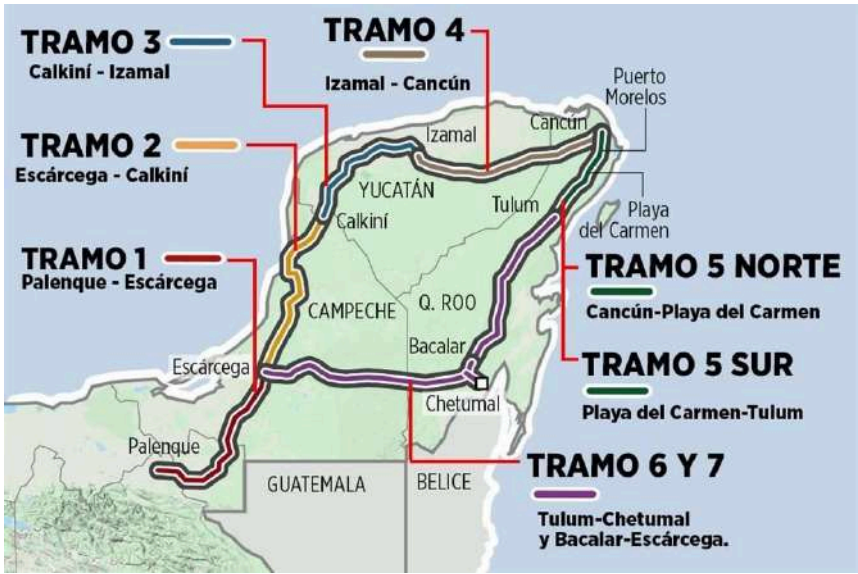 TRAMO 3
Calkiní - Izamal
TRAMO 4
Izamal - Cancún
TRAMO 2
Escárcega - Calkiní
TRAMO 1
Palenque - Escárcega
Puerto
Morelos
Cancún
Izamal
YUCATÁN
Tulum
Playa
del Carmen
Calkiní
TRAMO 5 NORTE
Cancún-Playa del Carmen
CAMPECHE
Q. ROO
Bacalar
Escárcega
TRAMO 5 SUR
Playa del Carmen-Tulum
Chetumal
Palenque
GUATEMALA
BELICE
TRAMO 6 Y 7
Tulum-Chetumal
y Bacalar-Escárcega.